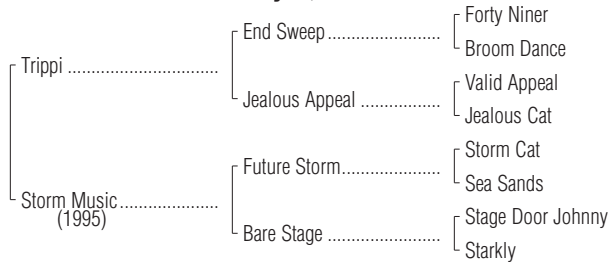 Trippi ..............................
End Sweep ......................
Forty Niner
Broom Dance
Jealous Appeal ................
Valid Appeal
Jealous Cat
Storm Music ....................
(1995)
Future Storm.....................
Storm Cat
Sea Sands
Bare Stage ......................
Stage Door Johnny
Starkly